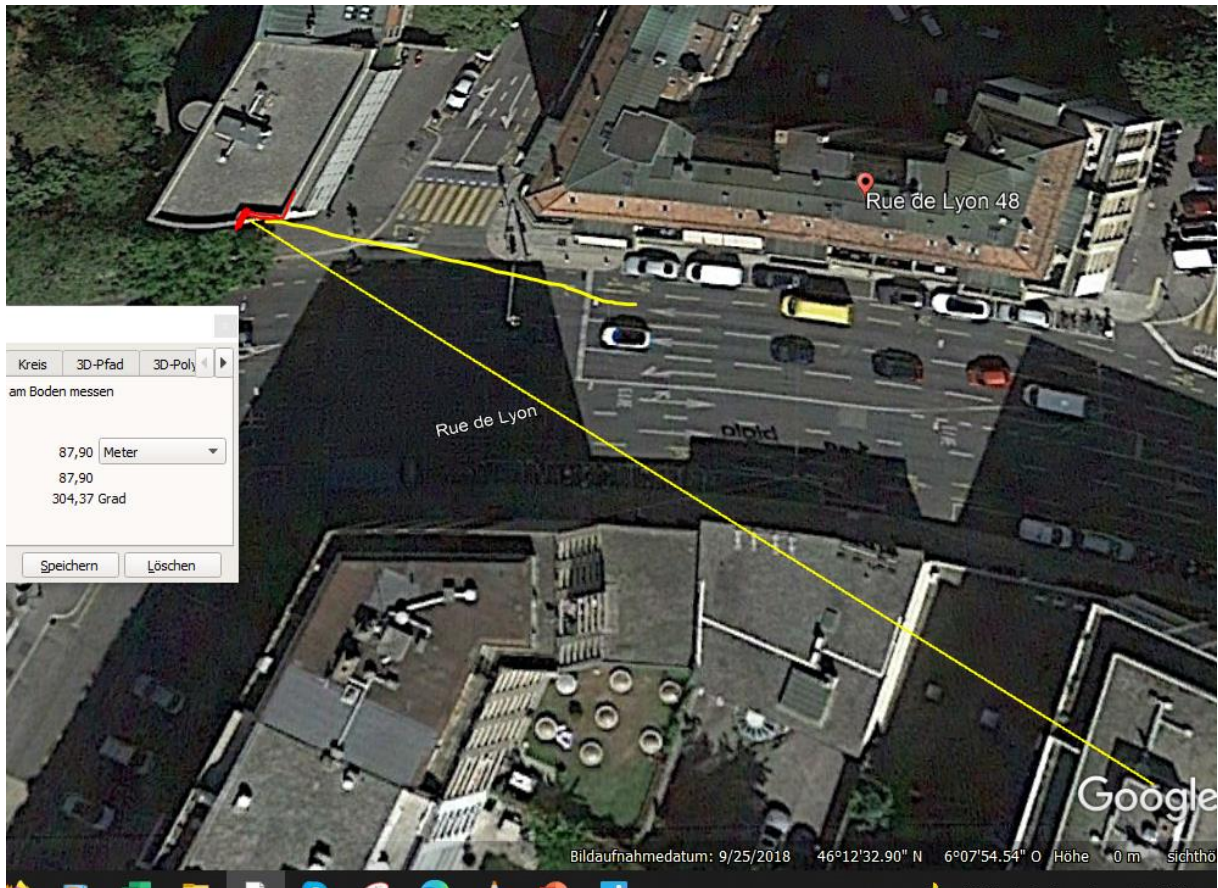 Rue de Lyon 48
Kreis 3D-Pfad 3D-Poly
am Boden messen
Rue de Lyon
87,90 Meter
87,90
304,37 Grad
Speichern Löschen
Google
Bildaufnahmedatum: 9/25/2018 46°12'32.90" N 6°07'54.54" O Höhe 0 m sichthö